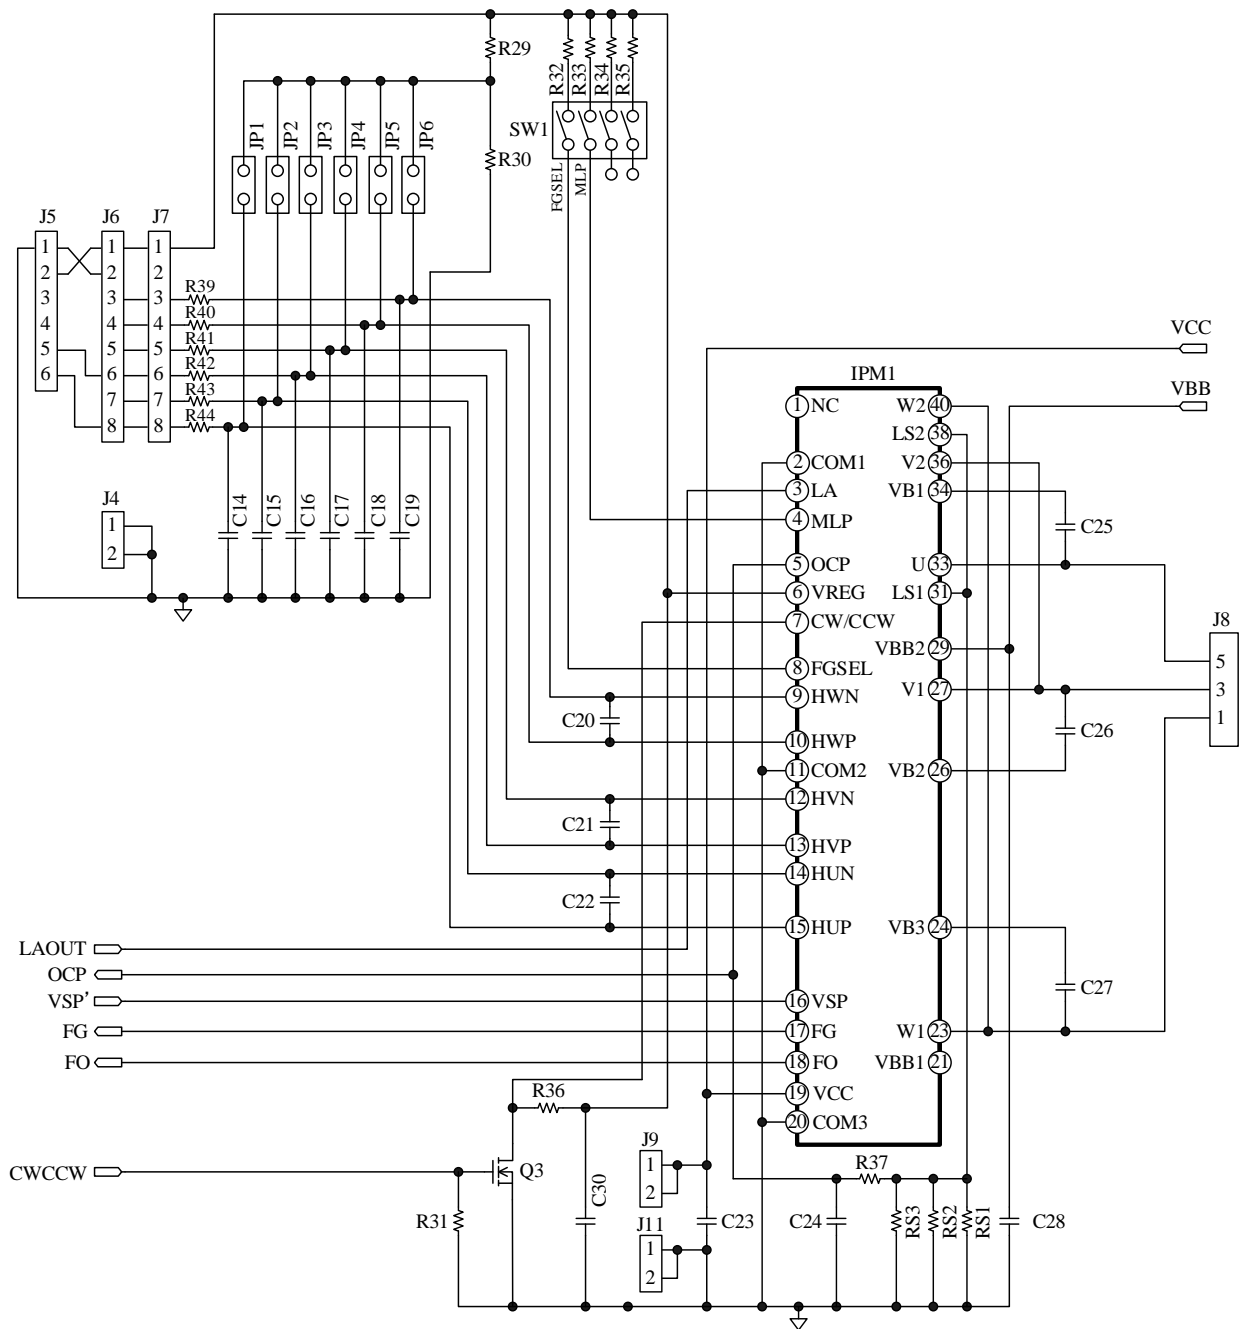 R29
R32
R33
R34
R35
SW1
FGSEL
MLP
R30
JP1
JP2
JP3
JP4
JP5
JP6
J5
1
2
3
4
5
6
J6
1
2
3
4
5
6
7
8
J7
1
2
3
4
5
6
7
8
R39
R40
R41
R42
R43
R44
J4
1
2
C14
C15
C16
C17
C18
C19
VCC
VBB
IPM1
1 NC
2 COM1
3 LA
4 MLP
5 OCP
6 VREG
7 CW/CCW
8 FGSEL
9 HWN
10 HWP
11 COM2
12 HVN
13 HVP
14 HUN
15 HUP
16 VSP
17 FG
18 FO
19 VCC
20 COM3
W2 40
LS2 38
V2 36
VB1 34
U 33
LS1 31
VBB2 29
V1 27
VB2 26
VB3 24
W1 23
VBB1 21
C25
C26
C27
J8
5
3
1
C20
C21
C22
LAOUT
OCP
VSP'
FG
FO
CWCCW
R36
Q3
R31
C30
J9
1
2
J11
1
2
C23
R37
C24
RS3
RS2
RS1
C28